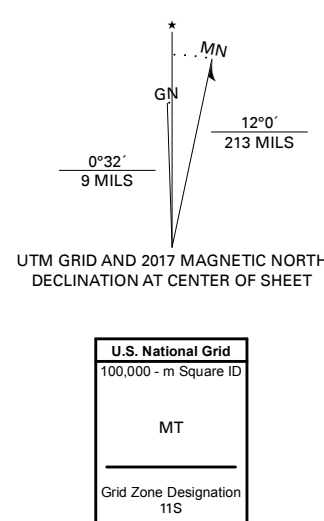 ★
MN
GN
0°32´
9 MILS
12°0´
213 MILS
UTM GRID AND 2017 MAGNETIC NORTH
DECLINATION AT CENTER OF SHEET
U.S. National Grid
100,000 - m Square ID
MT
Grid Zone Designation
11S